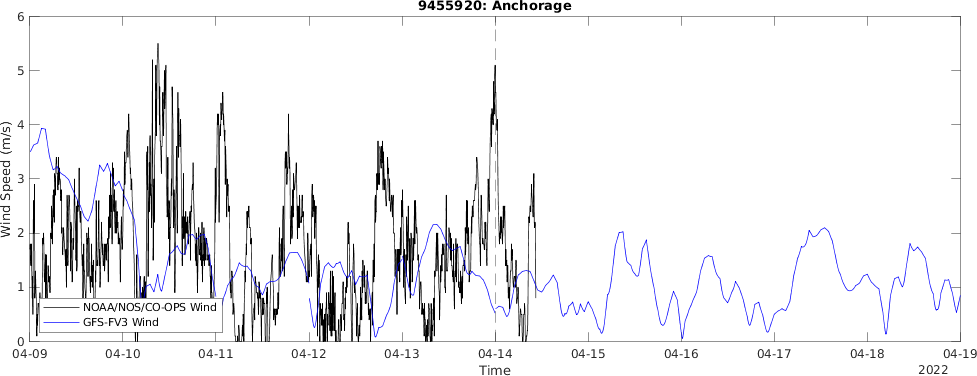 9455920: Anchorage
6
5
4
3
2
1
0
Wind Speed (m/s)
NOAA/NOS/CO-OPS Wind
GFS-FV3 Wind
04-09 04-10 04-11 04-12 04-13 04-14 04-15 04-16 04-17 04-18 04-19
Time
2022